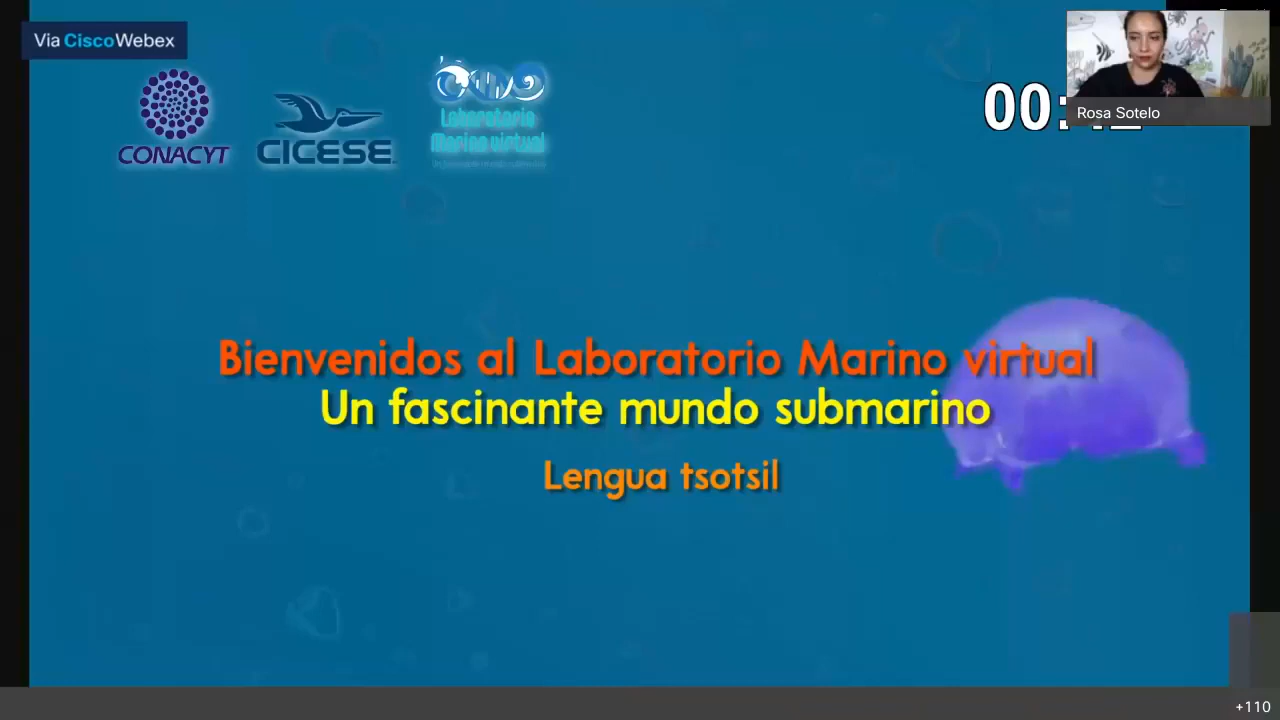 Via CiscoWebex
CONACYT
CICESE
Laboratorio
Marino virtual
Rosa Sotelo
Bienvenidos al Laboratorio Marino virtual
Un fascinante mundo submarino
Lengua tsotsil
+110